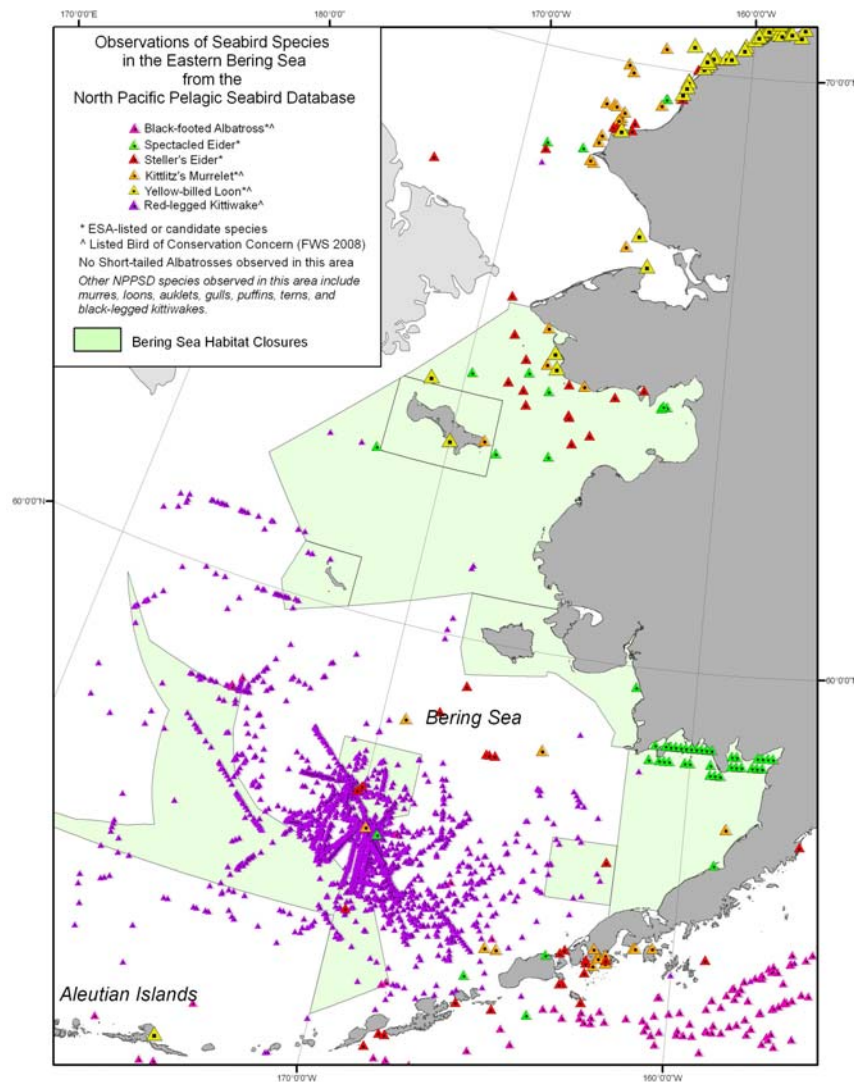 170°0'0"E
180°0'0"
170°0'0"W
160°0'0"W
Observations of Seabird Species
in the Eastern Bering Sea
from the
North Pacific Pelagic Seabird Database
Black-footed Albatross*^
Spectacled Eider*
Steller's Eider*
Kittlitz's Murrelet*^
Yellow-billed Loon*^
Red-legged Kittiwake^
* ESA-listed or candidate species
^ Listed Bird of Conservation Concern (FWS 2008)
No Short-tailed Albatrosses observed in this area
Other NPPSD species observed in this area include
murres, loons, auklets, gulls, puffins, terns, and
black-legged kittiwakes.
Bering Sea Habitat Closures
70°0'0"N
60°0'0"N
60°0'0"N
Bering Sea
Aleutian Islands
170°0'0"W
160°0'0"W